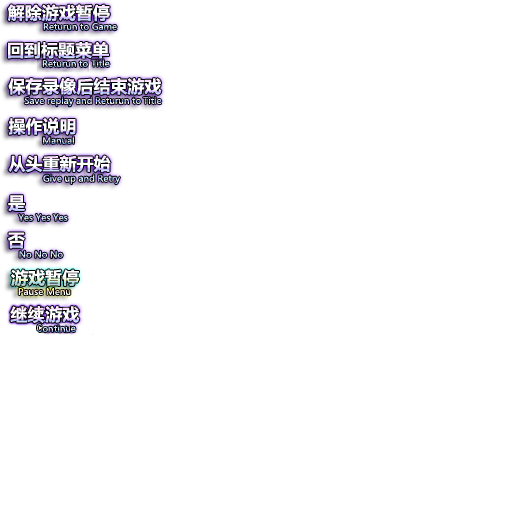 解除游戏暂停
Returun to Game
回到标题菜单
Returun to Title
保存录像后结束游戏
Save replay and Returun to Title
操作说明
Manual
从头重新开始
Give up and Retry
是
Yes Yes Yes
否
No No No
游戏暂停
Pause Menu
继续游戏
Continue